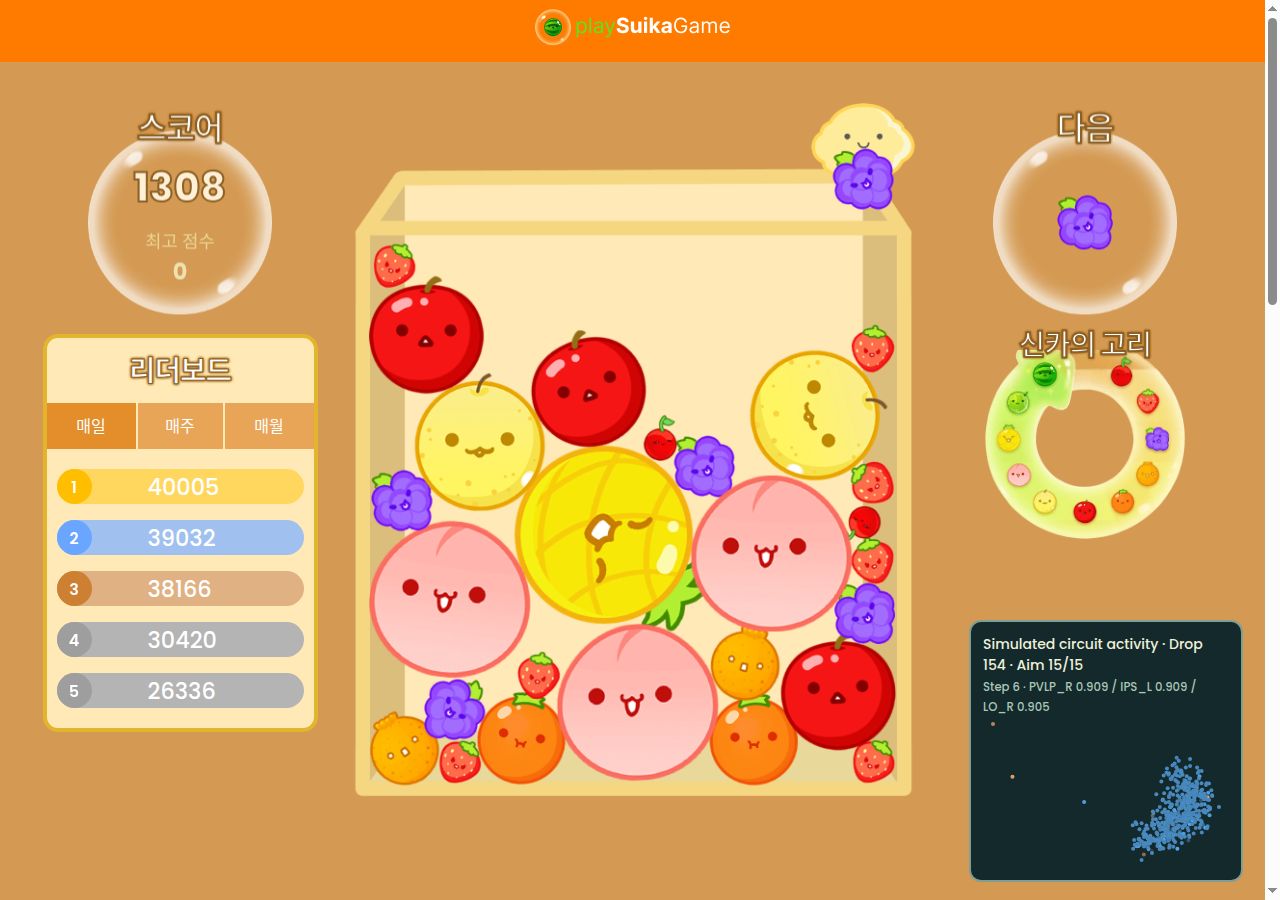 playSuikaGame
스코어
1308
최고 점수
0
다음
신카의 고리
리더보드
매일 매주 매월
1 40005
2 39032
3 38166
4 30420
5 26336
Simulated circuit activity · Drop
154 · Aim 15/15
Step 6 · PVLP_R 0.909 / IPS_L 0.909 /
LO_R 0.905